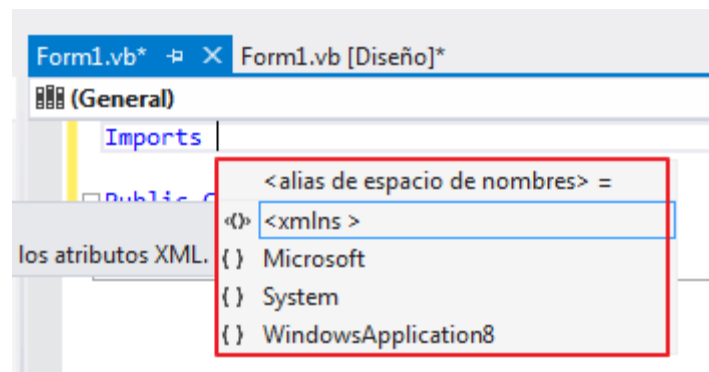 Form1.vb* Form1.vb [Diseño]*
(General)
Imports
<alias de espacio de nombres> =
Public C
<xmlns >
los atributos XML.
{ } Microsoft
{ } System
{ } WindowsApplication8